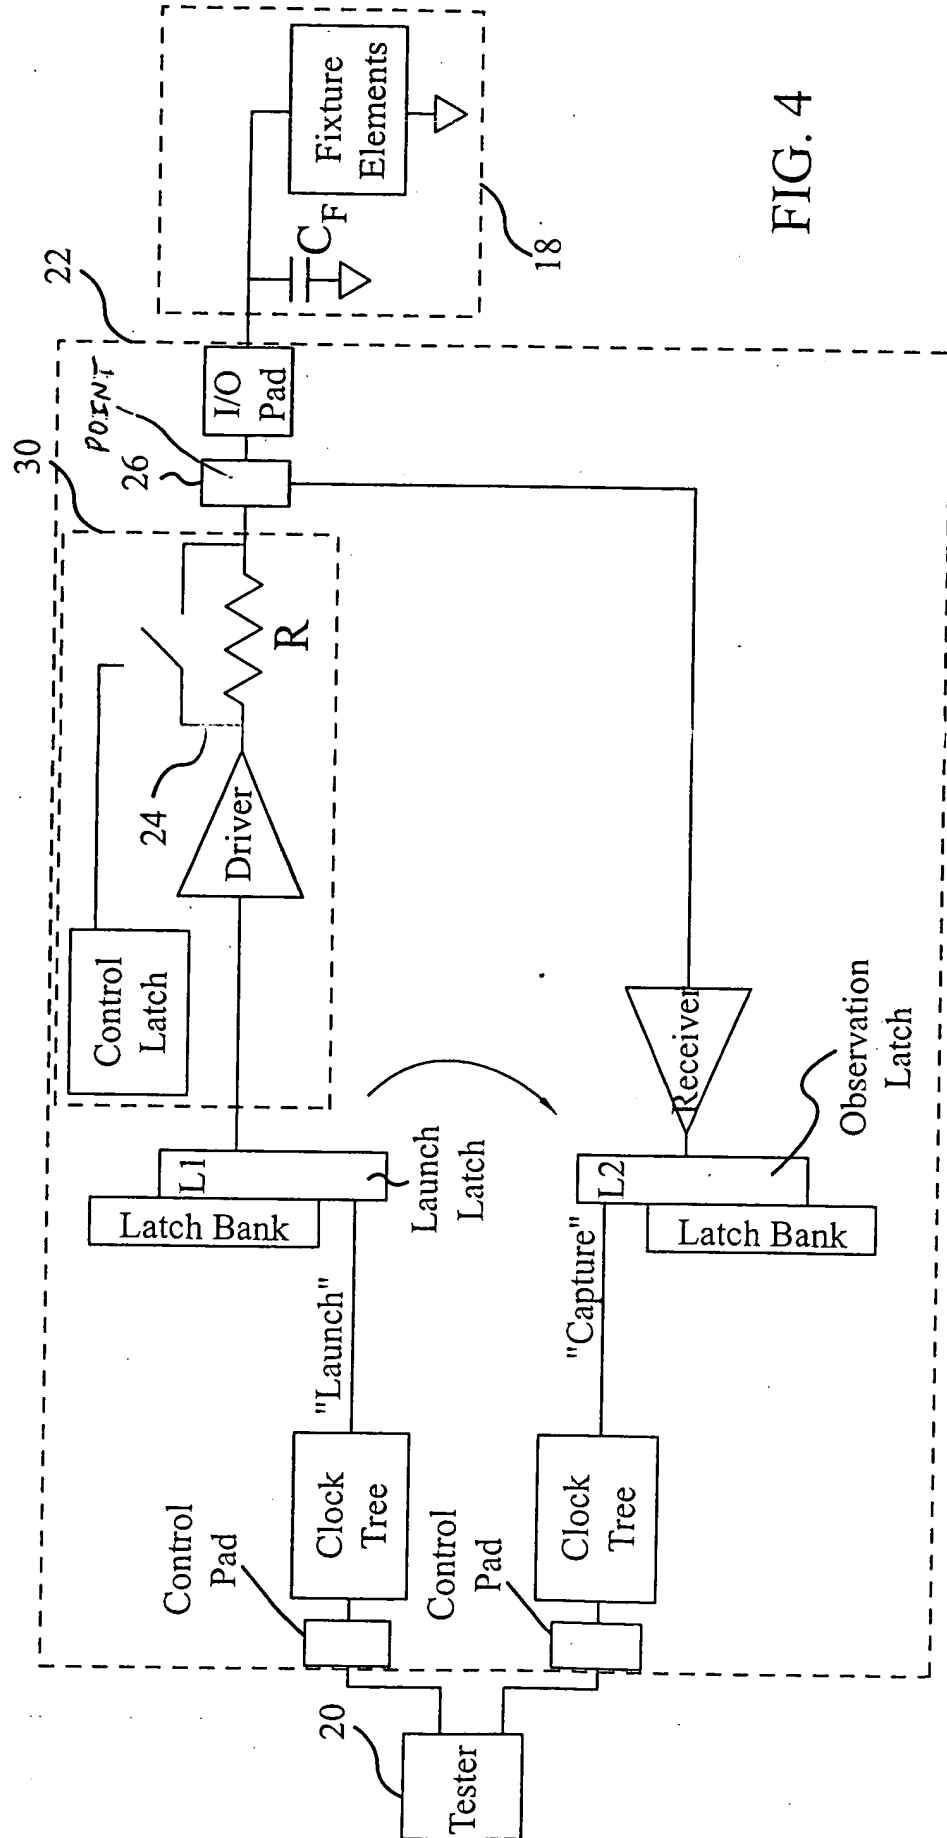 22
30
POINT
26
I/O
Pad
Fixture
Elements
C_F
18
24
R
Driver
Control
Latch
L1
Latch Bank
Launch
Latch
"Launch"
Clock
Tree
Control
Pad
20
Tester
Control
Pad
Clock
Tree
"Capture"
L2
Latch Bank
Receiver
Observation
Latch
FIG. 4